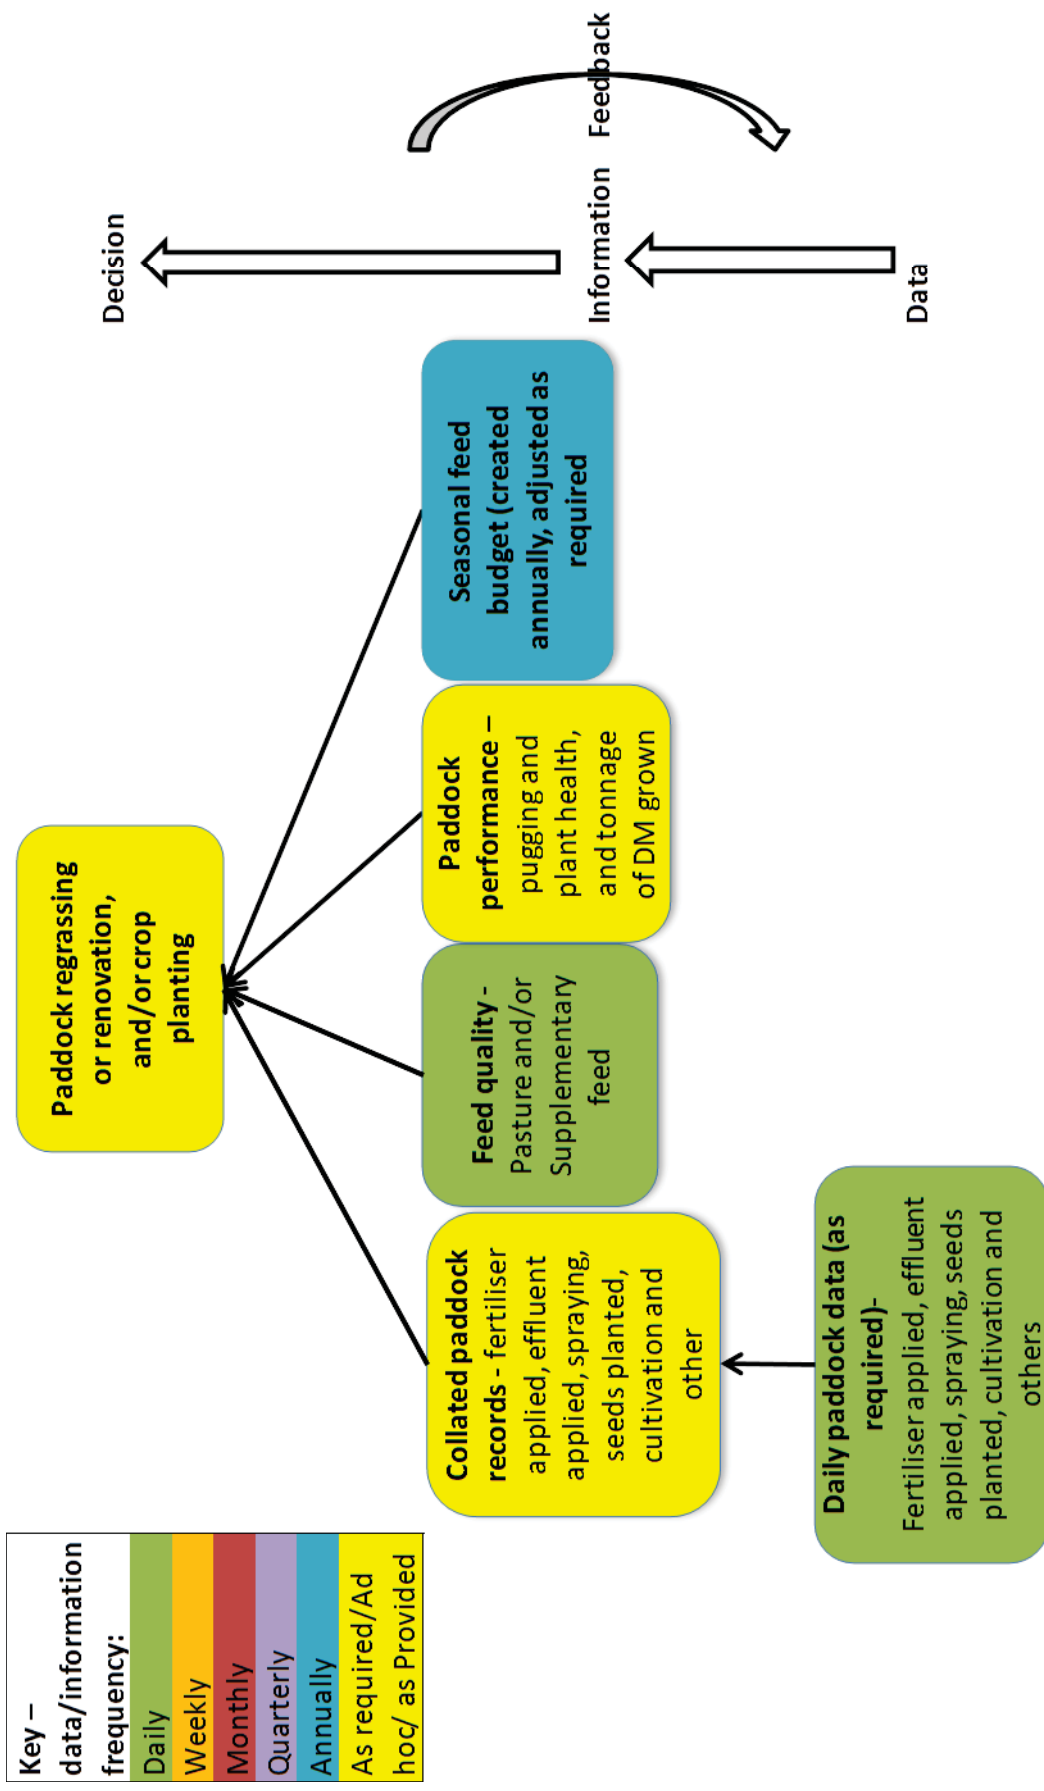 Key –
data/information
frequency:
Daily
Weekly
Monthly
Quarterly
Annually
As required/Ad
hoc/ as Provided
Paddock regrassing
or renovation,
and/or crop
planting
Collated paddock
records - fertiliser
applied, effluent
applied, spraying,
seeds planted,
cultivation and
other
Feed quality -
Pasture and/or
Supplementary
feed
Paddock
performance –
pugging and
plant health,
and tonnage
of DM grown
Seasonal feed
budget (created
annually, adjusted as
required
Daily paddock data (as
required)-
Fertiliser applied, effluent
applied, spraying, seeds
planted, cultivation and
others
Decision
Information
Feedback
Data